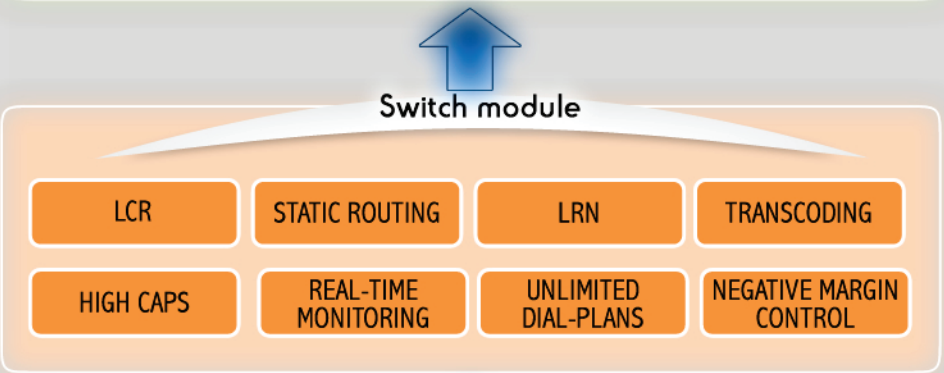 Switch module
LCR
STATIC ROUTING
LRN
TRANSCODING
HIGH CAPS
REAL-TIME
MONITORING
UNLIMITED
DIAL-PLANS
NEGATIVE MARGIN
CONTROL